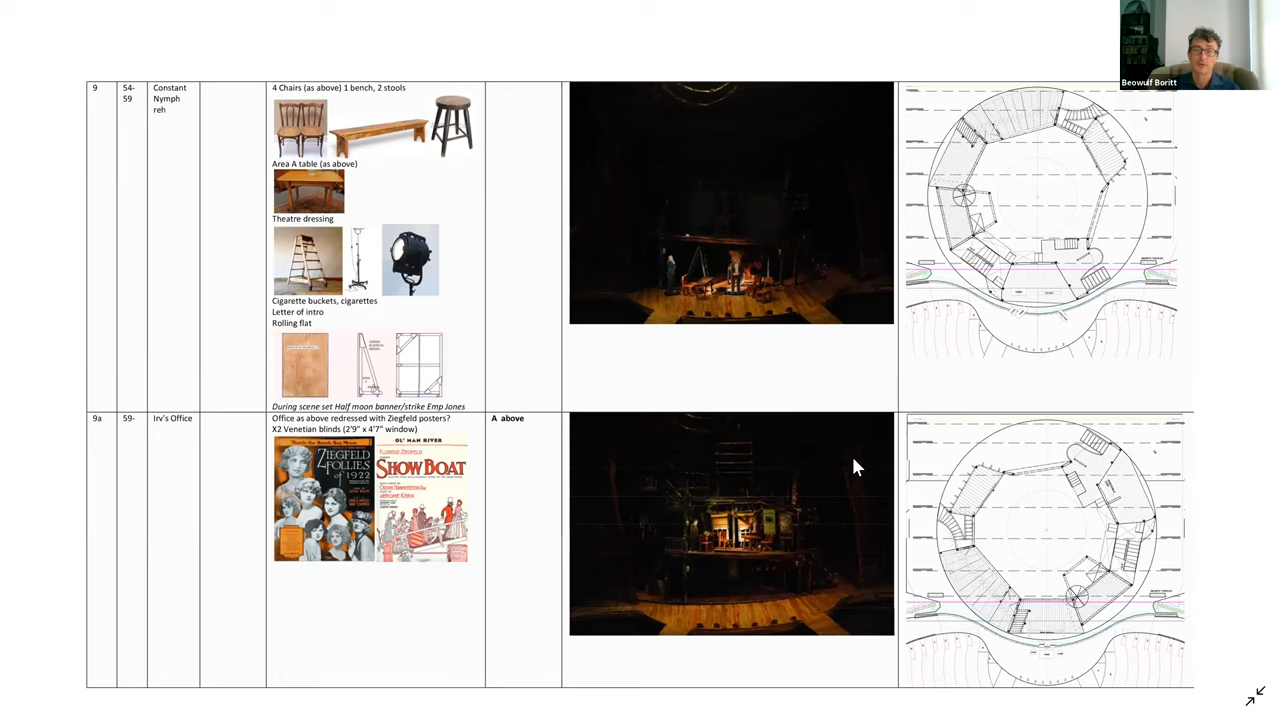 Beowulf Boritt
9
54-
59
Constant
Nymph
reh
4 Chairs (as above) 1 bench, 2 stools
Area A table (as above)
Theatre dressing
Cigarette buckets, cigarettes
Letter of intro
Rolling flat
During scene set Half moon banner/strike Emp Jones
9a
59-
Irv's Office
Office as above redressed with Ziegfeld posters?
X2 Venetian blinds (2'9" x 4'7" window)
A above
ZIEGFELD
FOLLIES
OF 1922
OL' MAN RIVER
FLORENZ ZIEGFELD
SHOW BOAT